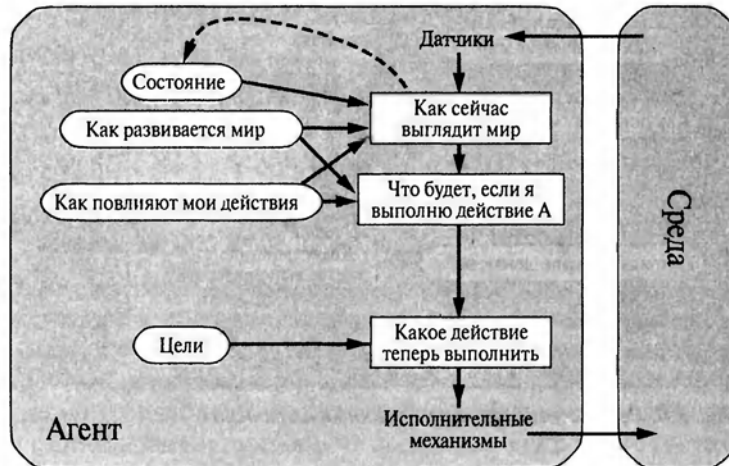 Датчики
Состояние
Как сейчас
выглядит мир
Как развивается мир
Что будет, если я
выполню действие А
Как повлияют мои действия
Среда
Цели
Какое действие
теперь выполнить
Исполнительные
механизмы
Агент